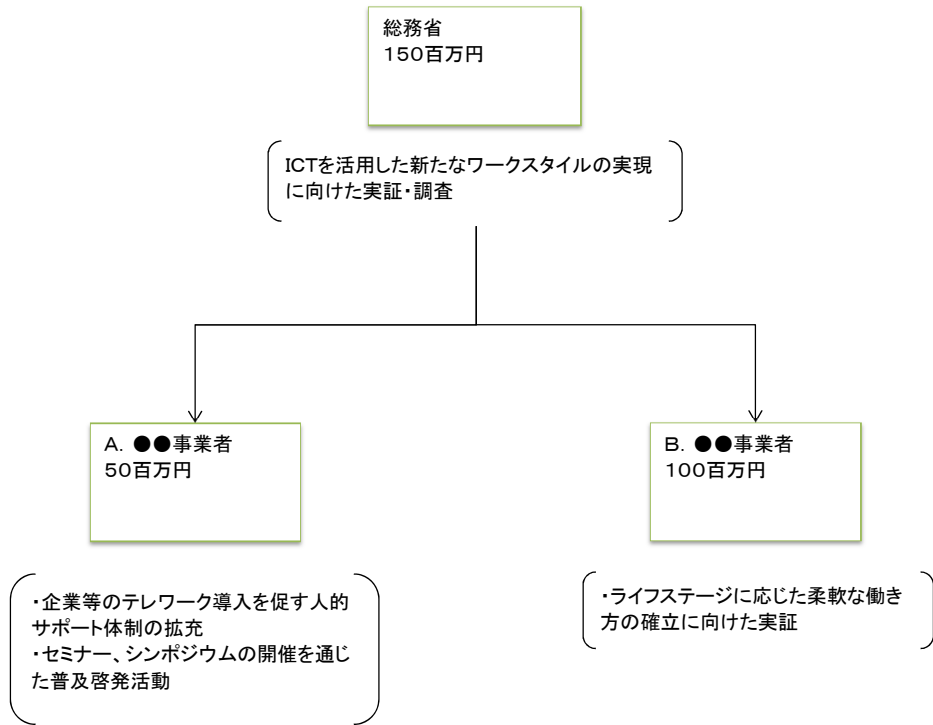 総務省
150百万円
ICTを活用した新たなワークスタイルの実現
に向けた実証・調査
A. ●●事業者
50百万円
B. ●●事業者
100百万円
・企業等のテレワーク導入を促す人的
サポート体制の拡充
・セミナー、シンポジウムの開催を通じ
た普及啓発活動
・ライフステージに応じた柔軟な働き
方の確立に向けた実証